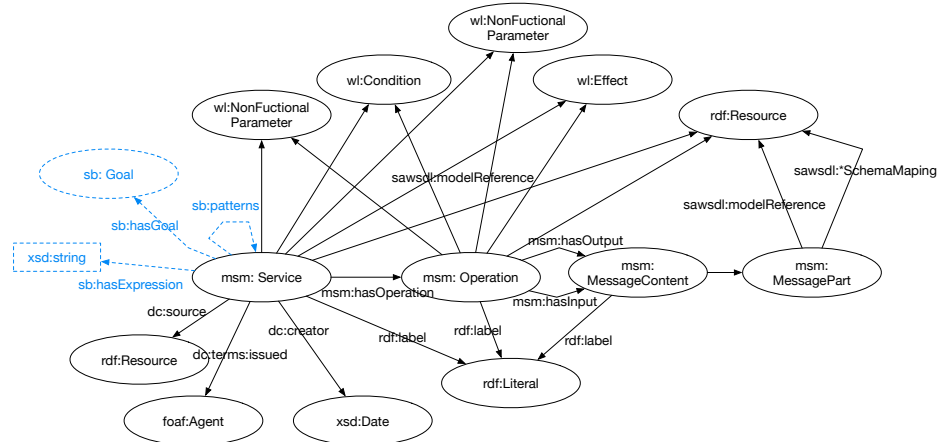 wl:NonFuctional
Parameter
wl:Condition
wl:Effect
wl:NonFuctional
Parameter
rdf:Resource
sb: Goal
sawsdl:*SchemaMaping
sawsdl:modelReference
sb:patterns
sawsdl:modelReference
sb:hasGoal
msm:hasOutput
xsd:string
sb:hasExpression
msm: Service
msm: Operation
msm:
MessageContent
msm:
MessagePart
msm:hasOperation
msm:hasInput
dc:source
dc:creator
rdf:label
rdf:label
rdf:label
dc:terms:issued
rdf:Resource
rdf:Literal
foaf:Agent
xsd:Date